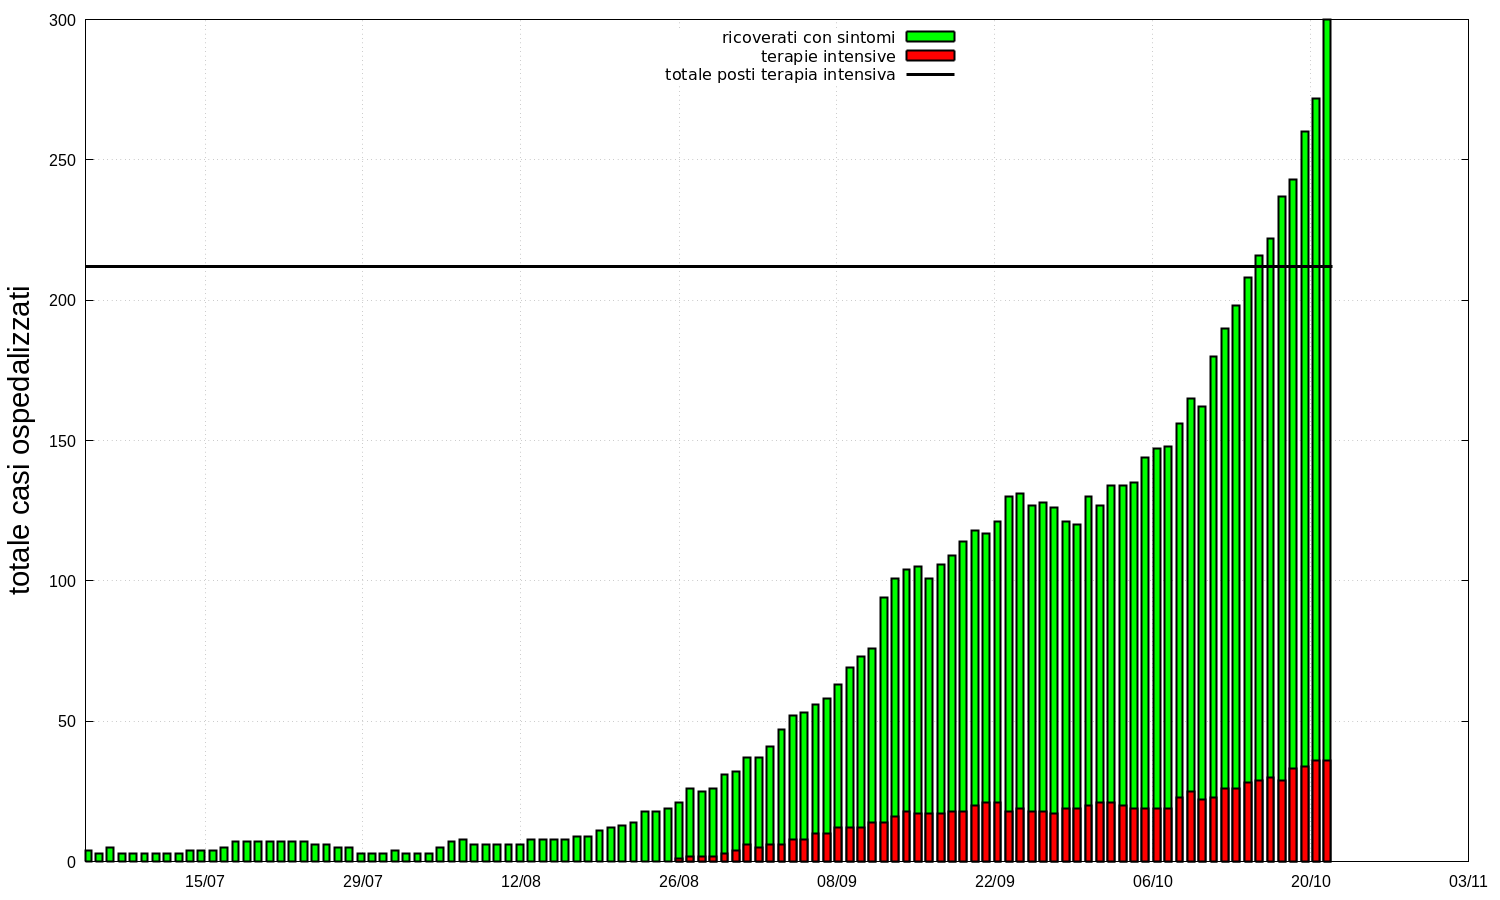 ricoverati con sintomi
terapie intensive
totale posti terapia intensiva
totale casi ospedalizzati
300
250
200
150
100
50
0
15/07 29/07 12/08 26/08 08/09 22/09 06/10 20/10 03/11